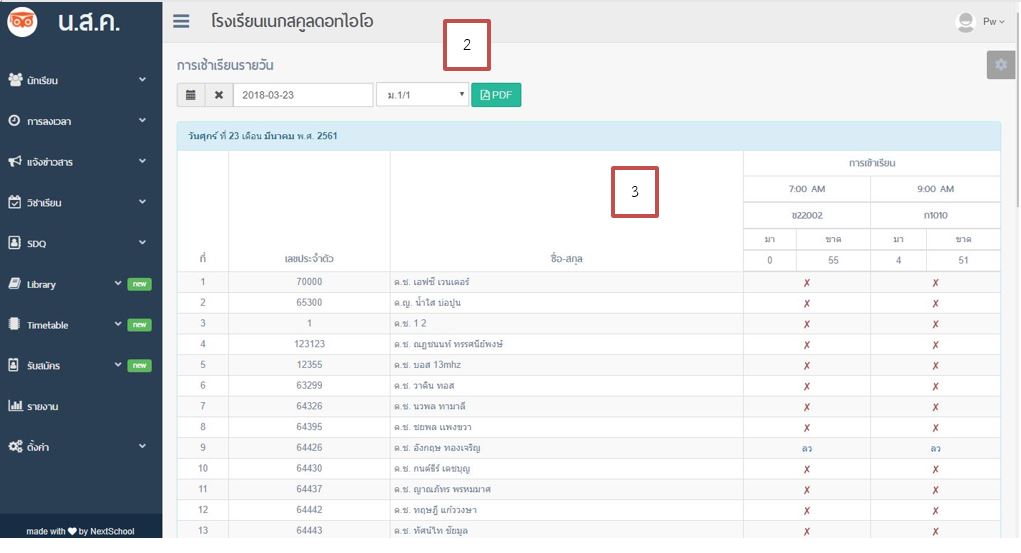 น.ส.ค.
โรงเรียนเนกสคูลดอทไอโอ
Pw
2
การเข้าเรียนรายวัน
2018-03-23
ม.1/1
PDF
นักเรียน
การลงเวลา
แจ้งข่าวสาร
วิชาเรียน
SDQ
Library new
Timetable new
รับสมัคร new
รายงาน
ตั้งค่า
made with by NextSchool
วันศุกร์ ที่ 23 เดือน มีนาคม พ.ศ. 2561
3
การเข้าเรียน
7:00 AM 9:00 AM
ข22002 ก1010
มา ขาด มา ขาด
ที่ เลขประจำตัว ชื่อ-สกุล 0 55 4 51
1 70000 ด.ช. เอฟซี เวนเดอร์ ✗ ✗
2 65300 ด.ญ. น้ำใส บ่อปูน ✗ ✗
3 1 ด.ช. 1 2 ✗ ✗
4 123123 ด.ช. ณฏชนนท์ ทรรศนีย์พงษ์ ✗ ✗
5 12355 ด.ช. บอส 13mhz ✗ ✗
6 63299 ด.ช. วาคิน ทอส ✗ ✗
7 64326 ด.ช. นวพล ทามาลี ✗ ✗
8 64395 ด.ช. ชยพล แพงขวา ✗ ✗
9 64426 ด.ช. อังกฤษ ทองเจริญ ลว ลว
10 64430 ด.ช. กนต์ธีร์ เดชบุญ ✗ ✗
11 64437 ด.ช. ญาณภัทร พรหมมาศ ✗ ✗
12 64442 ด.ช. ทฤษฎี แก้ววงษา ✗ ✗
13 64443 ด.ช. ทัศน์ไท ชัยมูล ✗ ✗